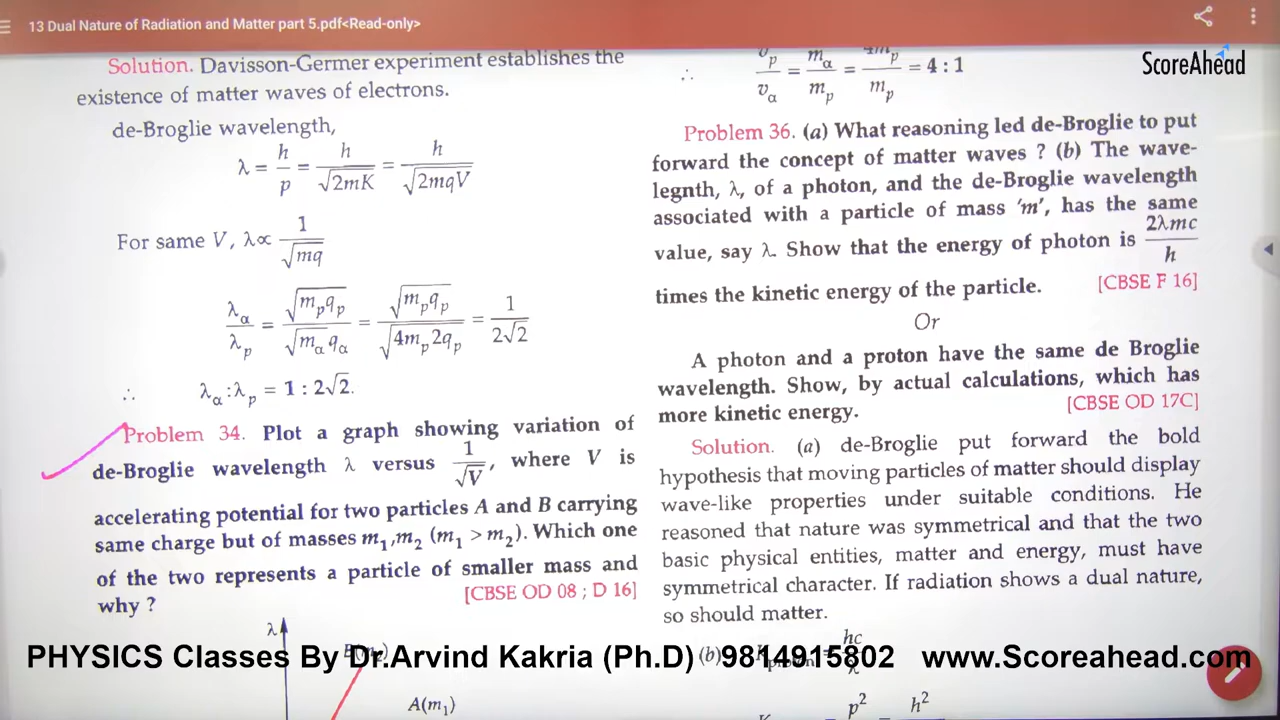 13 Dual Nature of Radiation and Matter part 5.pdf<Read-only>
ScoreAhead
Solution. Davisson-Germer experiment establishes the
existence of matter waves of electrons.
de-Broglie wavelength,
λ = h/p = h/√2mK = h/√2mqV
For same V, λ ∝ 1/√mq
λα/λp = √mp qp/√mα qα = √mp qp/√4mp 2qp = 1/2√2
∴ λα : λp = 1 : 2√2.
Problem 34. Plot a graph showing variation of
de-Broglie wavelength λ versus 1/√V, where V is
accelerating potential for two particles A and B carrying
same charge but of masses m1, m2 (m1 > m2). Which one
of the two represents a particle of smaller mass and
why ? [CBSE OD 08 ; D 16]
λ
A(m1)
∴ vp/vα = mα/mp = 4mp/mp = 4 : 1
Problem 36. (a) What reasoning led de-Broglie to put
forward the concept of matter waves ? (b) The wave-
legnth, λ, of a photon, and the de-Broglie wavelength
associated with a particle of mass 'm', has the same
value, say λ. Show that the energy of photon is 2λmc/h
times the kinetic energy of the particle. [CBSE F 16]
Or
A photon and a proton have the same de Broglie
wavelength. Show, by actual calculations, which has
more kinetic energy. [CBSE OD 17C]
Solution. (a) de-Broglie put forward the bold
hypothesis that moving particles of matter should display
wave-like properties under suitable conditions. He
reasoned that nature was symmetrical and that the two
basic physical entities, matter and energy, must have
symmetrical character. If radiation shows a dual nature,
so should matter.
(b) = hc/λ
p²  h²
PHYSICS Classes By Dr.Arvind Kakria (Ph.D) 9814915802 www.Scoreahead.com